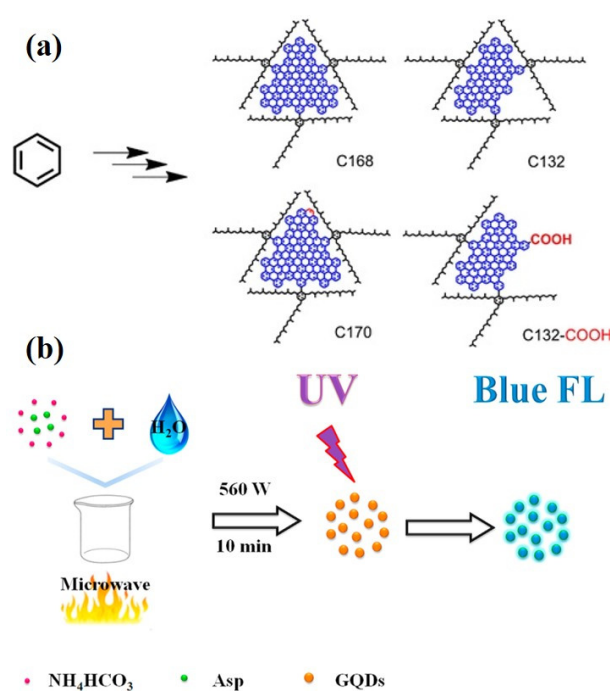 (a)
C168
C132
COOH
C170
C132-COOH
(b)
UV
Blue FL
H₂O
560 W
10 min
Microwave
NH₄HCO₃
Asp
GQDs